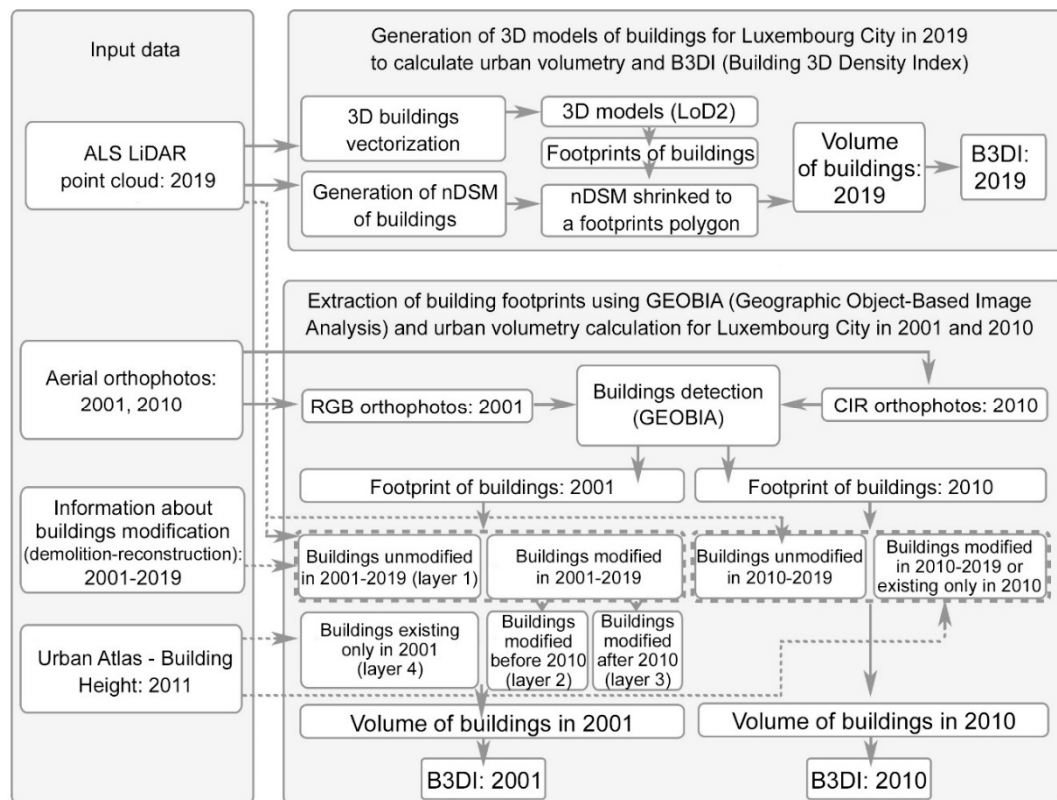 Input data
ALS LiDAR
point cloud: 2019
Aerial orthophotos:
2001, 2010
Information about
buildings modification
(demolition-reconstruction):
2001-2019
Urban Atlas - Building
Height: 2011
Generation of 3D models of buildings for Luxembourg City in 2019
to calculate urban volumetry and B3DI (Building 3D Density Index)
3D buildings
vectorization
3D models (LoD2)
Footprints of buildings
Generation of nDSM
of buildings
nDSM shrinked to
a footprints polygon
Volume
of buildings:
2019
B3DI:
2019
Extraction of building footprints using GEOBIA (Geographic Object-Based Image
Analysis) and urban volumetry calculation for Luxembourg City in 2001 and 2010
RGB orthophotos: 2001
Buildings detection
(GEOBIA)
CIR orthophotos: 2010
Footprint of buildings: 2001
Footprint of buildings: 2010
Buildings unmodified
in 2001-2019 (layer 1)
Buildings modified
in 2001-2019
Buildings unmodified
in 2010-2019
Buildings modified
in 2010-2019 or
existing only in 2010
Buildings existing
only in 2001
(layer 4)
Buildings
modified
before 2010
(layer 2)
Buildings
modified
after 2010
(layer 3)
Volume of buildings in 2001
Volume of buildings in 2010
B3DI: 2001
B3DI: 2010